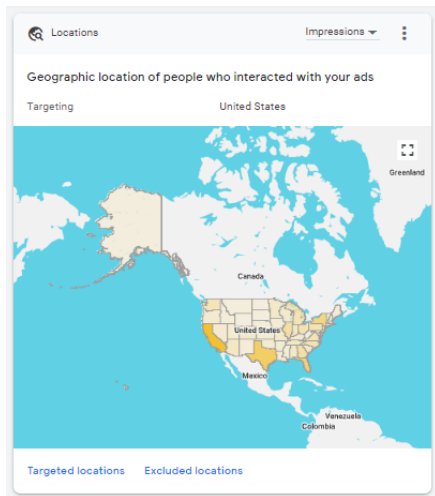 Locations
Impressions
Geographic location of people who interacted with your ads
Targeting United States
Greenland
Canada
United States
Mexico
Venezuela
Colombia
Targeted locations Excluded locations